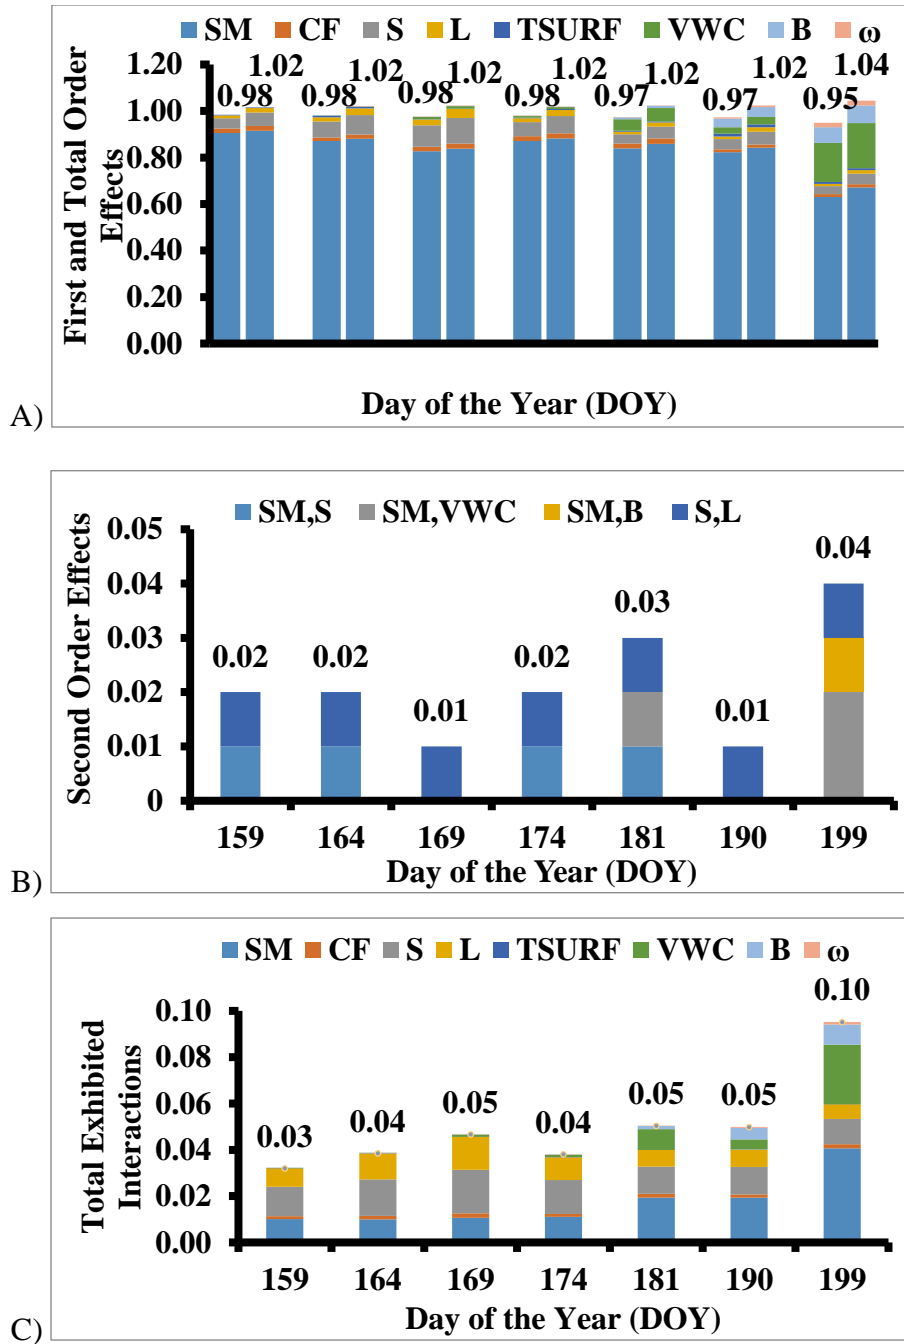 SM CF S L TSURF VWC B ω
1.20
1.00
0.80
0.60
0.40
0.20
0.00
First and Total Order
Effects
0.98 1.02 0.98 1.02 0.98 1.02 0.98 1.02 0.97 1.02 0.97 1.02 0.95 1.04
Day of the Year (DOY)
A)
SM,S SM,VWC SM,B S,L
0.05
0.04
0.03
0.02
0.01
0
Second Order Effects
0.02 0.02 0.01 0.02 0.03 0.01 0.04
159 164 169 174 181 190 199
Day of the Year (DOY)
B)
SM CF S L TSURF VWC B ω
0.10
0.08
0.06
0.04
0.02
0.00
Total Exhibited
Interactions
0.03 0.04 0.05 0.04 0.05 0.05 0.10
159 164 169 174 181 190 199
Day of the Year (DOY)
C)